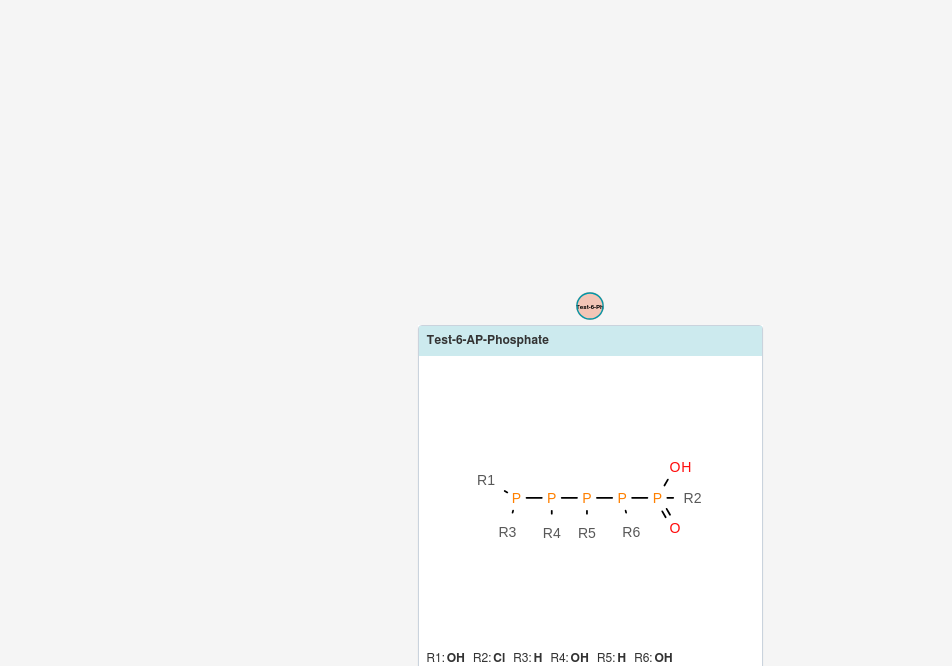 Test-6-Ph
Test-6-AP-Phosphate
OH
R1
P P P P P R2
R3 R4 R5 R6 O
R1: OH R2: Cl R3: H R4: OH R5: H R6: OH